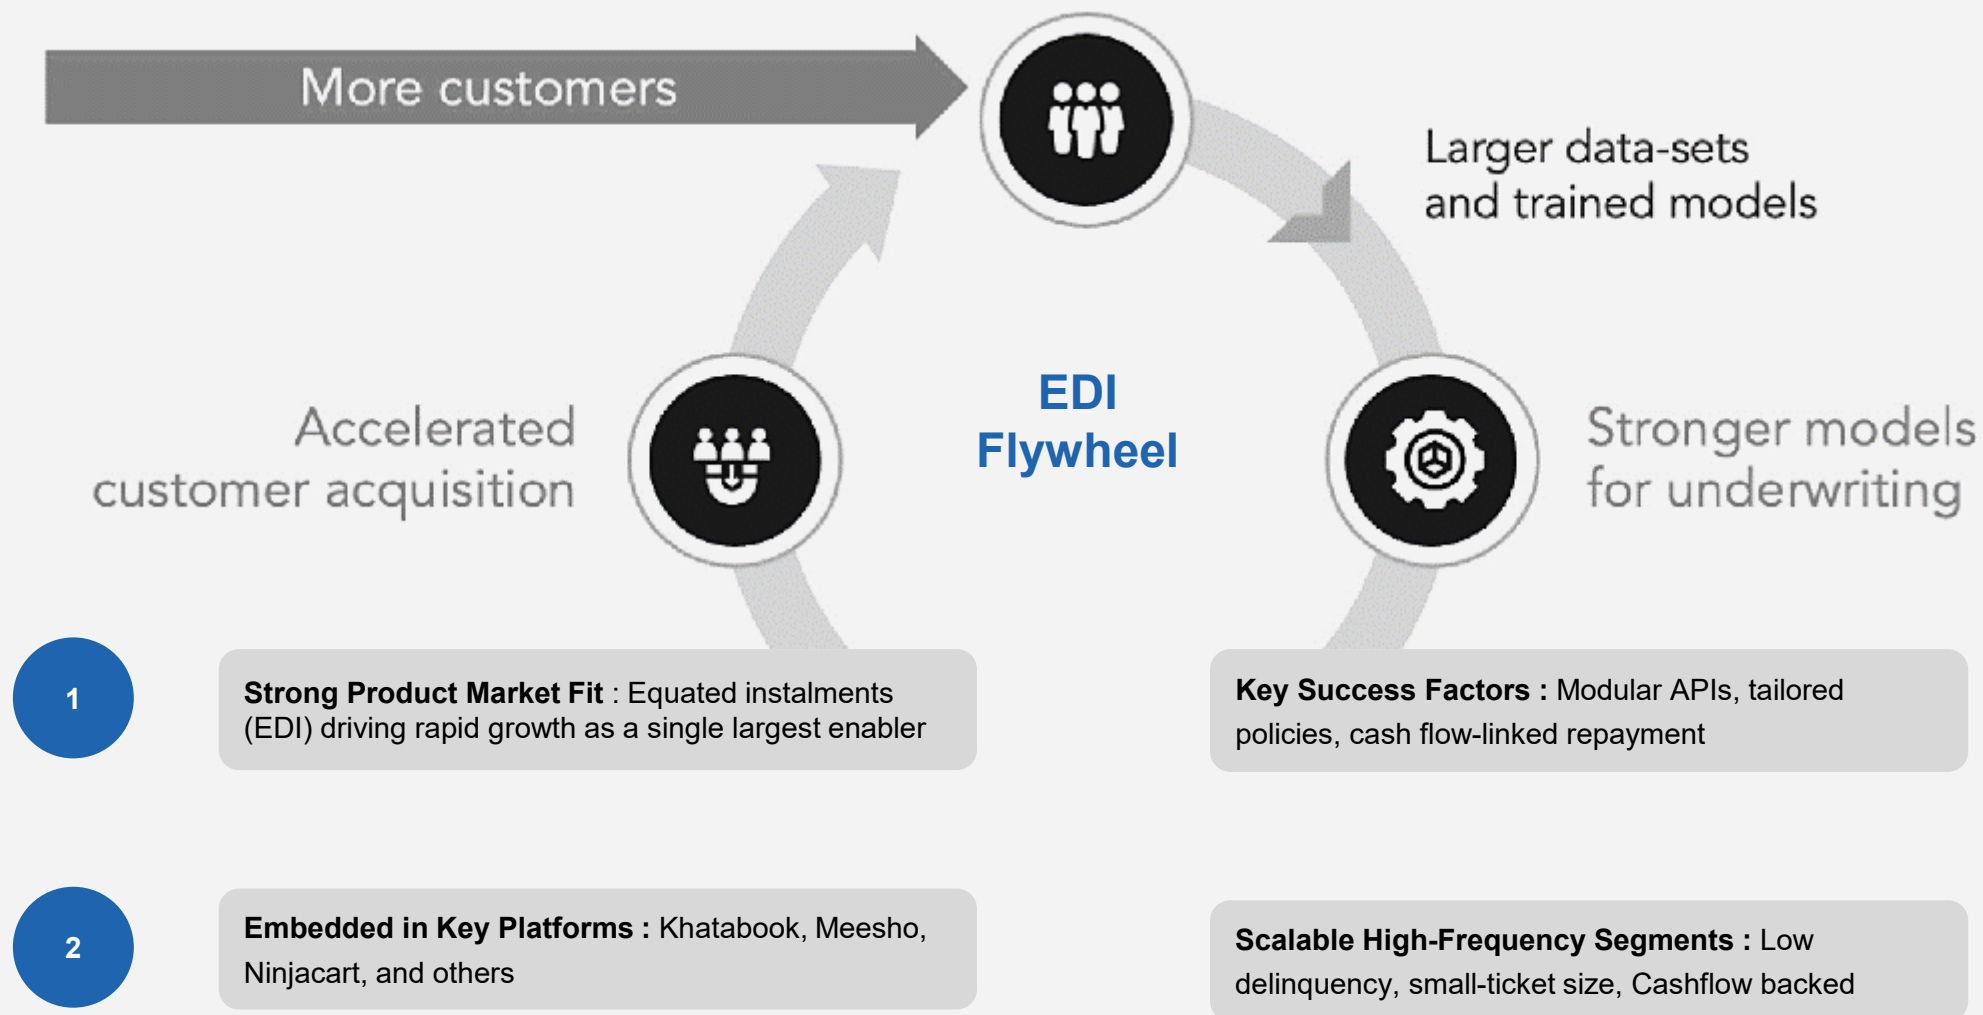 More customers
Larger data-sets
and trained models
EDI
Flywheel
Accelerated
customer acquisition
Stronger models
for underwriting
1
Strong Product Market Fit : Equated instalments
(EDI) driving rapid growth as a single largest enabler
Key Success Factors : Modular APIs, tailored
policies, cash flow-linked repayment
2
Embedded in Key Platforms : Khatabook, Meesho,
Ninjacart, and others
Scalable High-Frequency Segments : Low
delinquency, small-ticket size, Cashflow backed